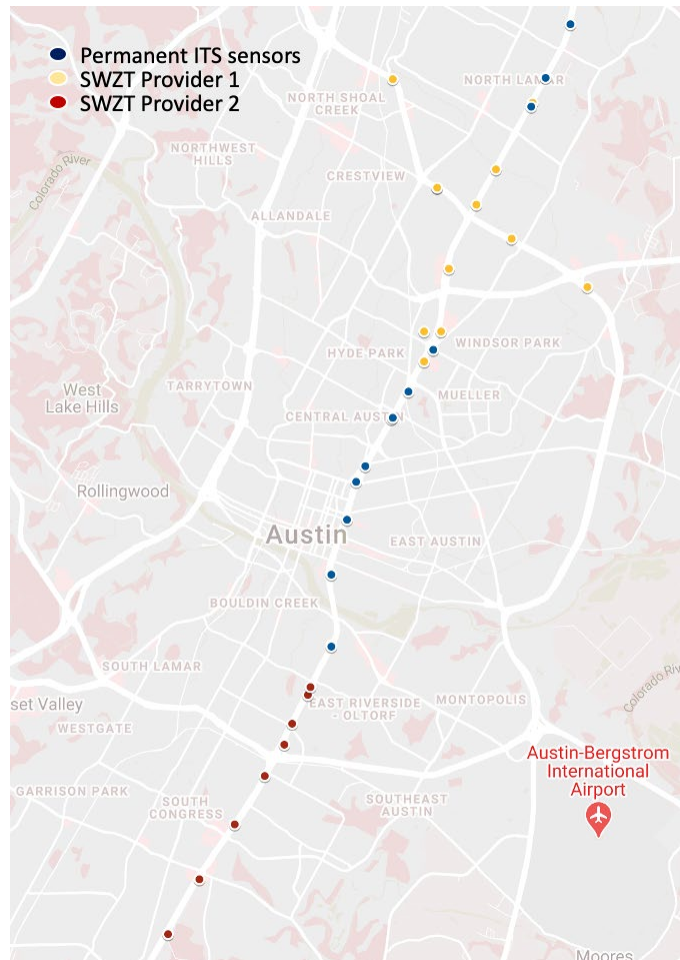 Permanent ITS sensors
SWZT Provider 1
SWZT Provider 2
NORTH LAMAR
NORTH SHOAL
CREEK
NORTHWEST
HILLS
Colorado River
CRESTVIEW
ALLANDALE
HYDE PARK
WINDSOR PARK
TARRYTOWN
West
Lake Hills
MUELLER
CENTRAL AUSTIN
Rollingwood
Austin
EAST AUSTIN
BOULDIN CREEK
SOUTH LAMAR
Colorado Riv
set Valley
EAST RIVERSIDE
- OLTORF
MONTOPOLIS
WESTGATE
Austin-Bergstrom
International
Airport
GARRISON PARK
SOUTH
CONGRESS
SOUTHEAST
AUSTIN
Moores